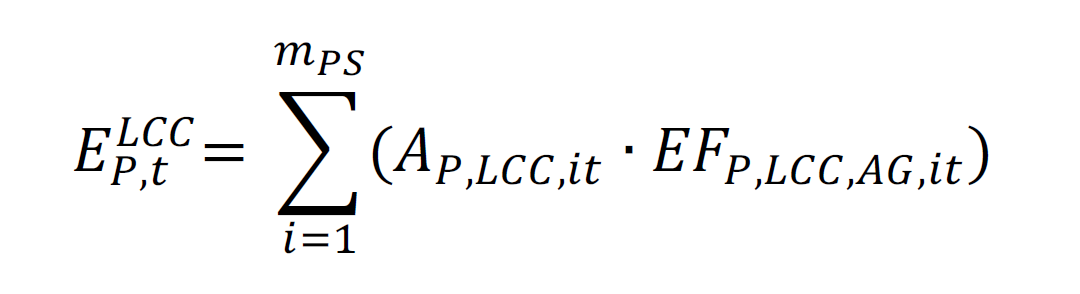 E_{P,t}^{LCC} = \sum_{i=1}^{m_{PS}} (A_{P,LCC,it} \cdot EF_{P,LCC,AG,it})